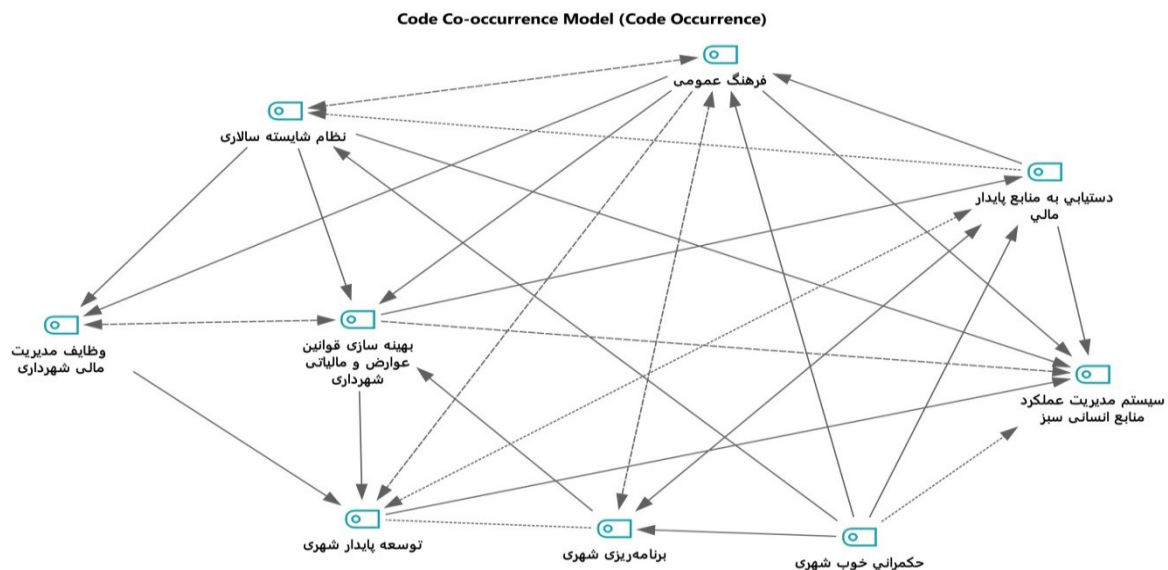 Code Co-occurrence Model (Code Occurrence)
فرهنگ عمومی
نظام شایسته سالاری
دستيابي به منابع پايدار
مالي
وظایف مدیریت
مالی شهرداری
بهینه سازی قوانین
عوارض و مالیاتی
شهرداری
سیستم مدیریت عملکرد
منابع انسانی سبز
توسعه پایدار شهری
برنامه‌ریزی شهری
حكمراني خوب شهری